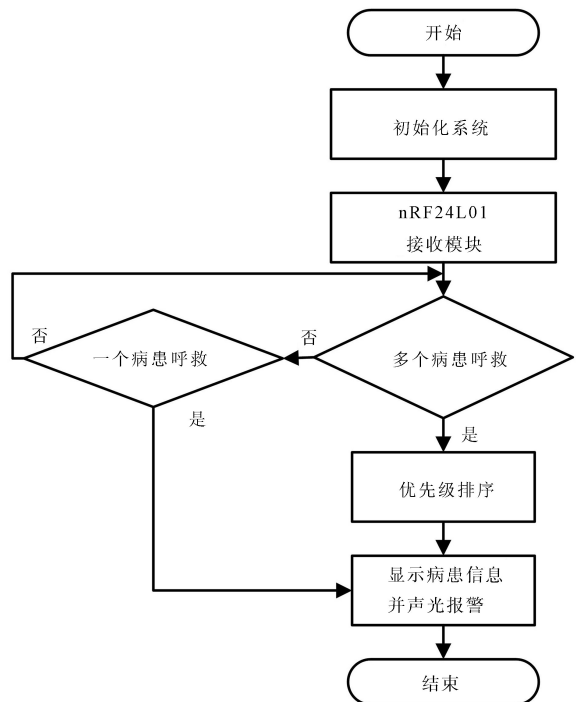 开始
初始化系统
nRF24L01
接收模块
否
否
一个病患呼救
多个病患呼救
是
是
优先级排序
显示病患信息
并声光报警
结束